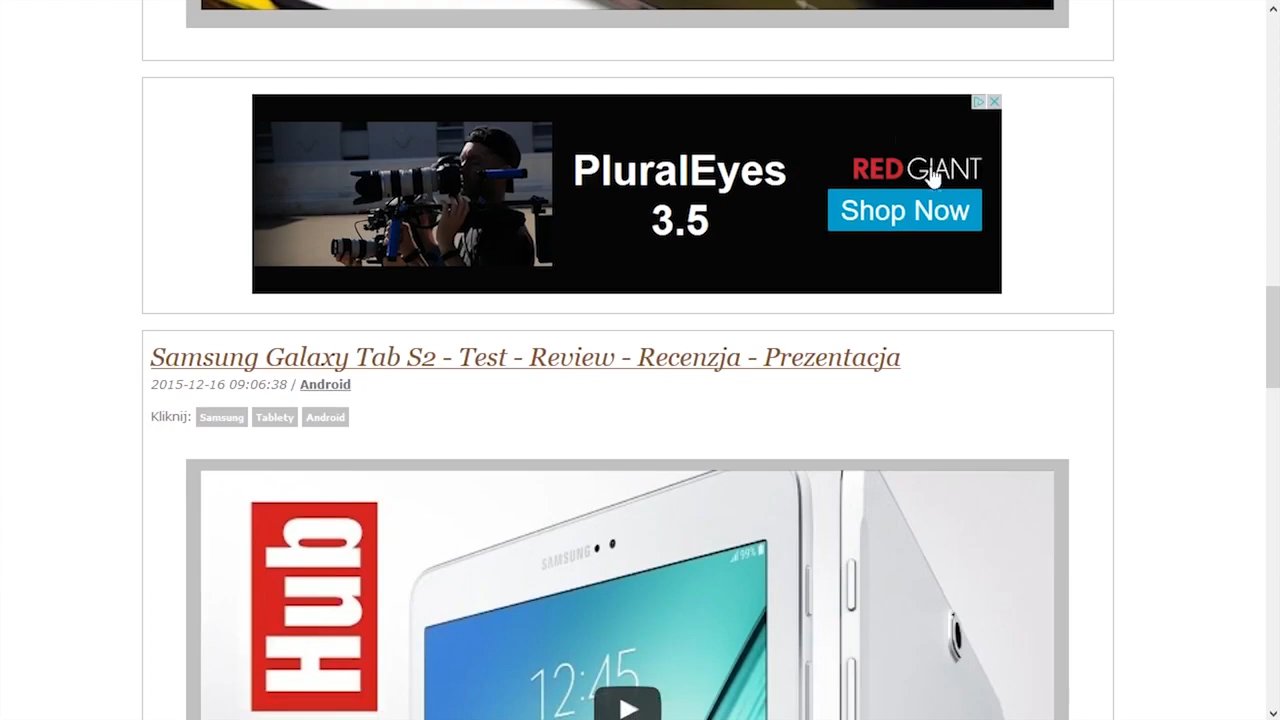 PluralEyes
3.5
RED GIANT
Shop Now
Samsung Galaxy Tab S2 - Test - Review - Recenzja - Prezentacja
2015-12-16 09:06:38 / Android
Kliknij: Samsung Tablety Android
Hub
SAMSUNG
99%
12:45